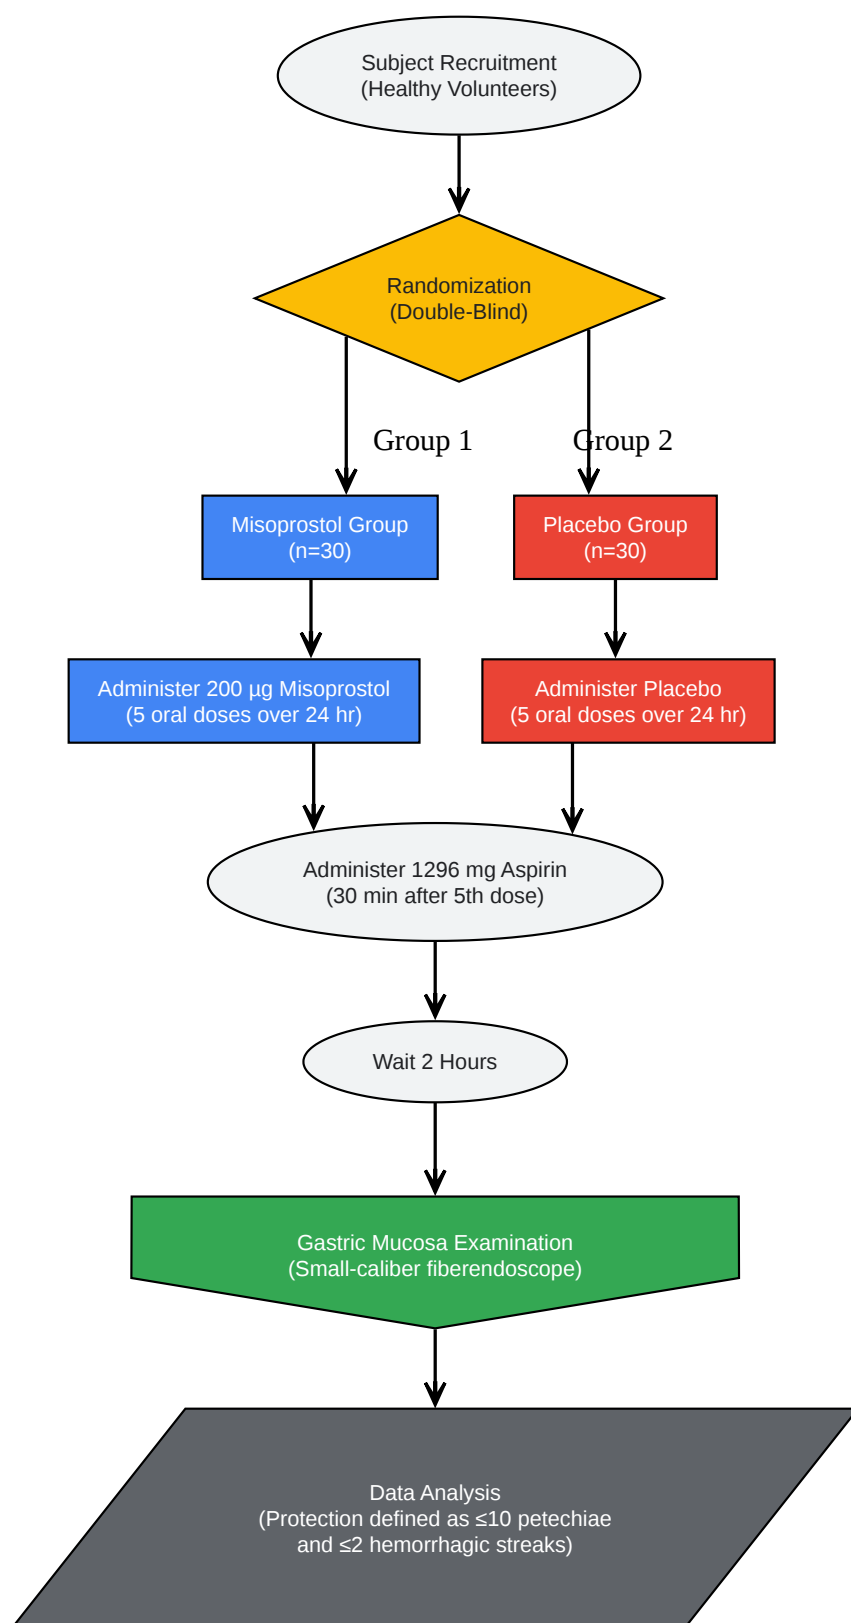 Subject Recruitment
(Healthy Volunteers)
Randomization
(Double-Blind)
Group 1
Group 2
Misoprostol Group
(n=30)
Placebo Group
(n=30)
Administer 200 µg Misoprostol
(5 oral doses over 24 hr)
Administer Placebo
(5 oral doses over 24 hr)
Administer 1296 mg Aspirin
(30 min after 5th dose)
Wait 2 Hours
Gastric Mucosa Examination
(Small-caliber fiberendoscope)
Data Analysis
(Protection defined as ≤10 petechiae
and ≤2 hemorrhagic streaks)